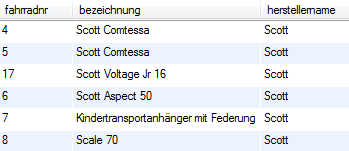 fahrradnr bezeichnung herstellername
4 Scott Comtessa Scott
5 Scott Comtessa Scott
17 Scott Voltage Jr 16 Scott
6 Scott Aspect 50 Scott
7 Kindertransportanhänger mit Federung Scott
8 Scale 70 Scott